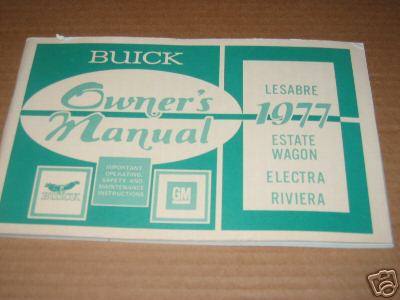 BUICK
Owner's
Manual
IMPORTANT
OPERATING,
SAFETY AND
MAINTENANCE
INSTRUCTIONS
BUICK
GM
LESABRE
1977
ESTATE
WAGON
ELECTRA
RIVIERA